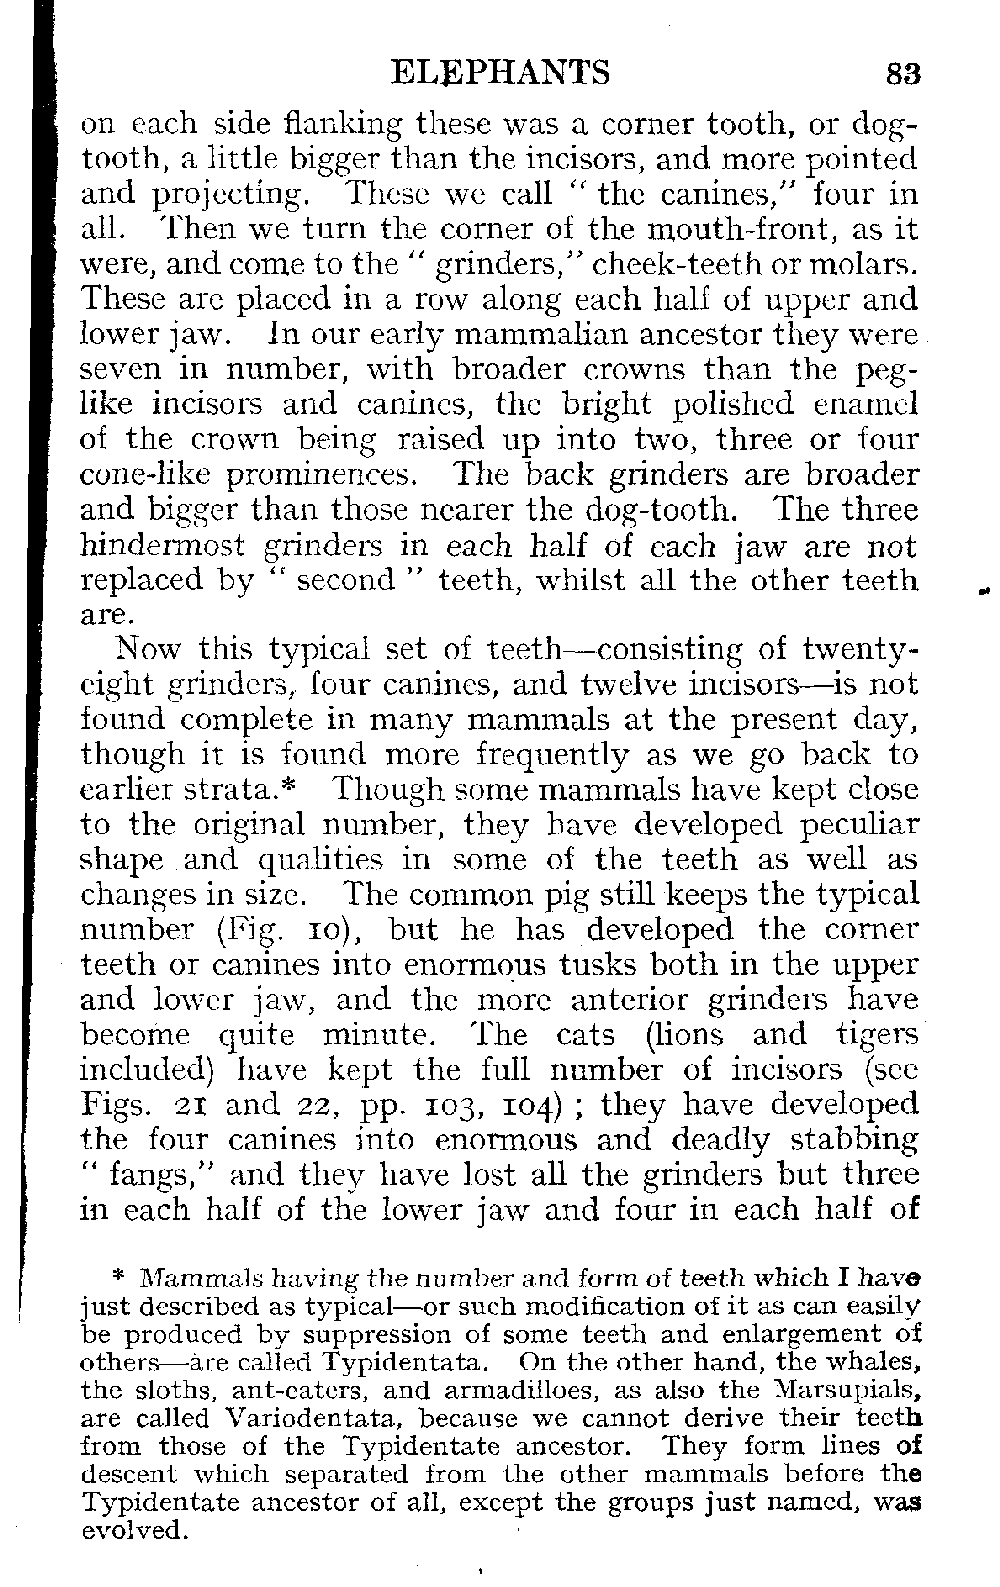 ELEPHANTS 83
on each side flanking these was a corner tooth, or dog-
tooth, a little bigger than the incisors, and more pointed
and projecting. These we call “ the canines,” four in
all. Then we turn the corner of the mouth-front, as it
were, and come to the “ grinders,” cheek-teeth or molars.
These are placed in a row along each half of upper and
lower jaw. In our early mammalian ancestor they were
seven in number, with broader crowns than the peg-
like incisors and canines, the bright polished enamel
of the crown being raised up into two, three or four
cone-like prominences. The back grinders are broader
and bigger than those nearer the dog-tooth. The three
hindermost grinders in each half of each jaw are not
replaced by “ second ” teeth, whilst all the other teeth
are.
Now this typical set of teeth—consisting of twenty-
eight grinders, four canines, and twelve incisors—is not
found complete in many mammals at the present day,
though it is found more frequently as we go back to
earlier strata.* Though some mammals have kept close
to the original number, they have developed peculiar
shape and qualities in some of the teeth as well as
changes in size. The common pig still keeps the typical
number (Fig. 10), but he has developed the corner
teeth or canines into enormous tusks both in the upper
and lower jaw, and the more anterior grinders have
become quite minute. The cats (lions and tigers
included) have kept the full number of incisors (see
Figs. 21 and 22, pp. 103, 104) ; they have developed
the four canines into enormous and deadly stabbing
“ fangs,” and they have lost all the grinders but three
in each half of the lower jaw and four in each half of
* Mammals having the number and form of teeth which I have
just described as typical—or such modification of it as can easily
be produced by suppression of some teeth and enlargement of
others—are called Typidentata. On the other hand, the whales,
the sloths, ant-eaters, and armadilloes, as also the Marsupials,
are called Variodentata, because we cannot derive their teeth
from those of the Typidentate ancestor. They form lines of
descent which separated from the other mammals before the
Typidentate ancestor of all, except the groups just named, was
evolved.